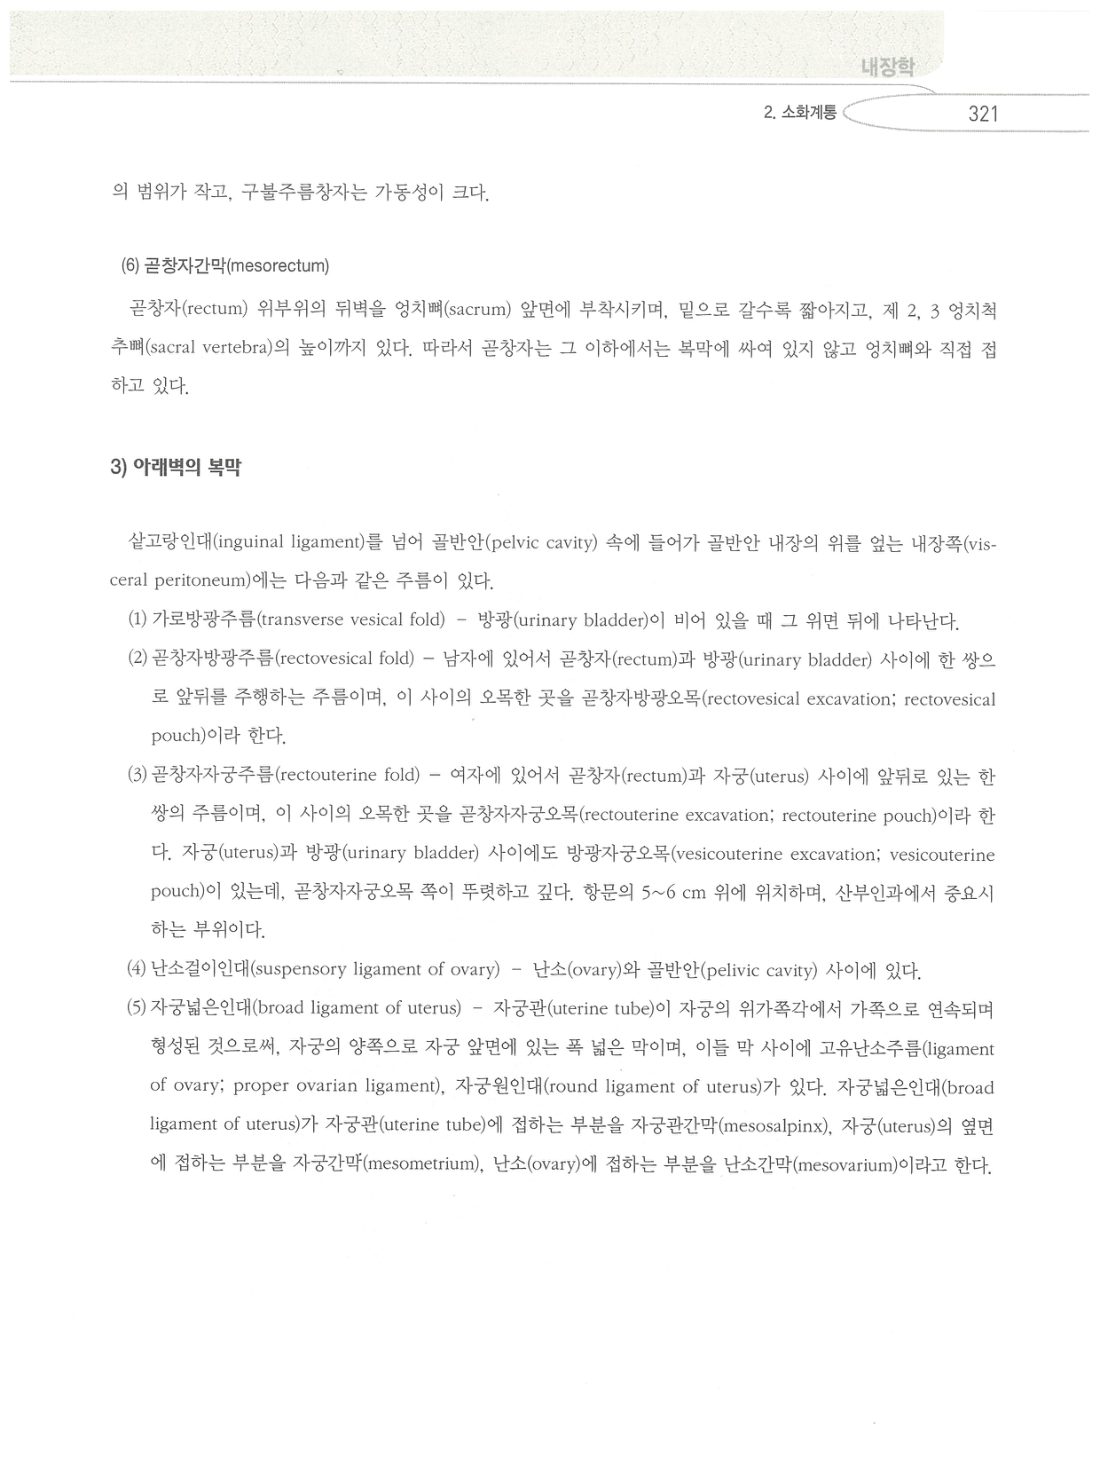 내장학
2. 소화계통
321
의 범위가 작고, 구불주름창자는 가동성이 크다.
(6) 곧창자간막(mesorectum)
곧창자(rectum) 위부위의 뒤벽을 엉치뼈(sacrum) 앞면에 부착시키며, 밑으로 갈수록 짧아지고, 제 2, 3 엉치척
추뼈(sacral vertebra)의 높이까지 있다. 따라서 곧창자는 그 이하에서는 복막에 싸여 있지 않고 엉치뼈와 직접 접
하고 있다.
3) 아래벽의 복막
샅고랑인대(inguinal ligament)를 넘어 골반안(pelvic cavity) 속에 들어가 골반안 내장의 위를 엎는 내장쪽(vis-
ceral peritoneum)에는 다음과 같은 주름이 있다.
(1) 가로방광주름(transverse vesical fold) - 방광(urinary bladder)이 비어 있을 때 그 위면 뒤에 나타난다.
(2) 곧창자방광주름(rectovesical fold) - 남자에 있어서 곧창자(rectum)과 방광(urinary bladder) 사이에 한 쌍으
로 앞뒤를 주행하는 주름이며, 이 사이의 오목한 곳을 곧창자방광오목(rectovesical excavation; rectovesical
pouch)이라 한다.
(3) 곧창자자궁주름(rectouterine fold) - 여자에 있어서 곧창자(rectum)과 자궁(uterus) 사이에 앞뒤로 있는 한
쌍의 주름이며, 이 사이의 오목한 곳을 곧창자자궁오목(rectouterine excavation; rectouterine pouch)이라 한
다. 자궁(uterus)과 방광(urinary bladder) 사이에도 방광자궁오목(vesicouterine excavation; vesicouterine
pouch)이 있는데, 곧창자자궁오목 쪽이 뚜렷하고 깊다. 항문의 5~6 cm 위에 위치하며, 산부인과에서 중요시
하는 부위이다.
(4) 난소걸이인대(suspensory ligament of ovary) - 난소(ovary)와 골반안(pelivic cavity) 사이에 있다.
(5) 자궁넓은인대(broad ligament of uterus) - 자궁관(uterine tube)이 자궁의 위가쪽각에서 가쪽으로 연속되며
형성된 것으로써, 자궁의 양쪽으로 자궁 앞면에 있는 폭 넓은 막이며, 이들 막 사이에 고유난소주름(ligament
of ovary; proper ovarian ligament), 자궁원인대(round ligament of uterus)가 있다. 자궁넓은인대(broad
ligament of uterus)가 자궁관(uterine tube)에 접하는 부분을 자궁관간막(mesosalpinx), 자궁(uterus)의 옆면
에 접하는 부분을 자궁간막(mesometrium), 난소(ovary)에 접하는 부분을 난소간막(mesovarium)이라고 한다.